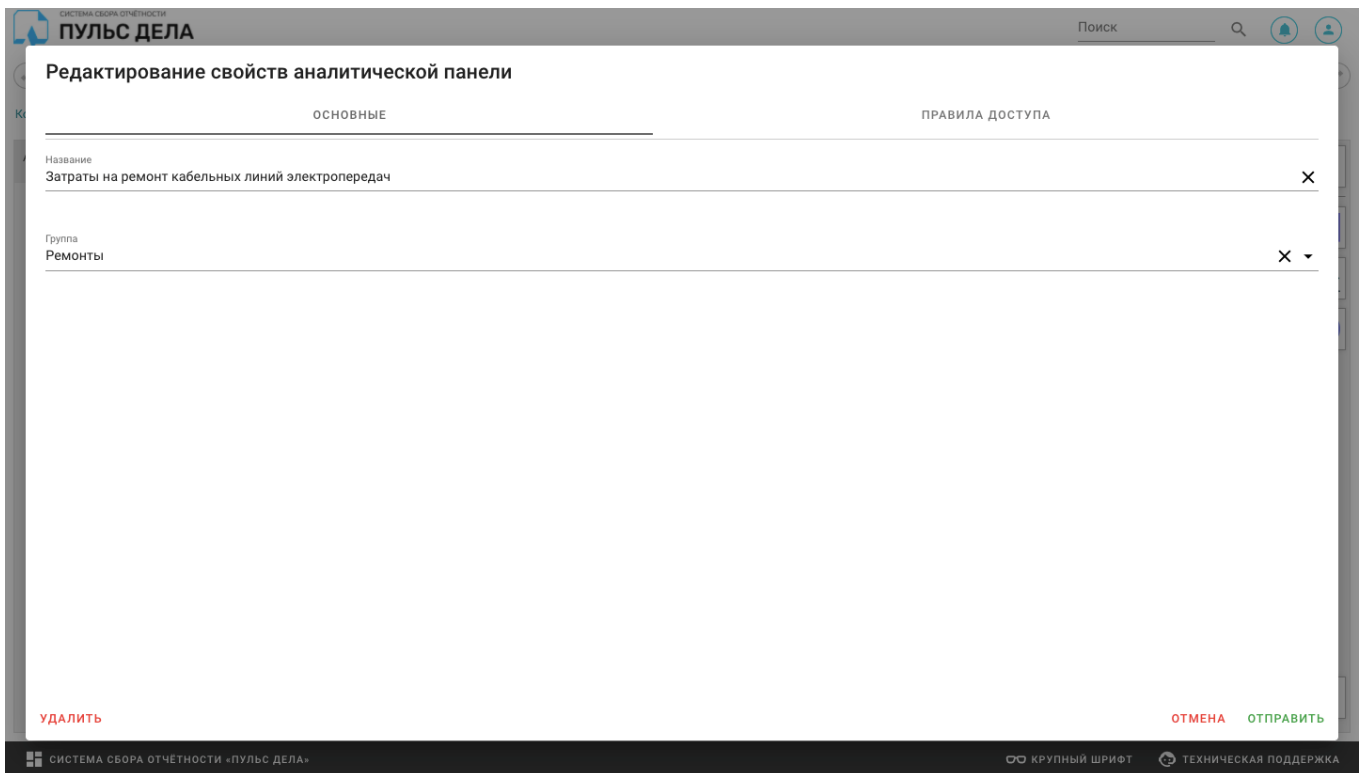 СИСТЕМА СБОРА ОТЧЁТНОСТИ
ПУЛЬС ДЕЛА
Поиск
Редактирование свойств аналитической панели
ОСНОВНЫЕ
ПРАВИЛА ДОСТУПА
Название
Затраты на ремонт кабельных линий электропередач
Группа
Ремонты
УДАЛИТЬ
ОТМЕНА
ОТПРАВИТЬ
СИСТЕМА СБОРА ОТЧЁТНОСТИ «ПУЛЬС ДЕЛА»
КРУПНЫЙ ШРИФТ
ТЕХНИЧЕСКАЯ ПОДДЕРЖКА